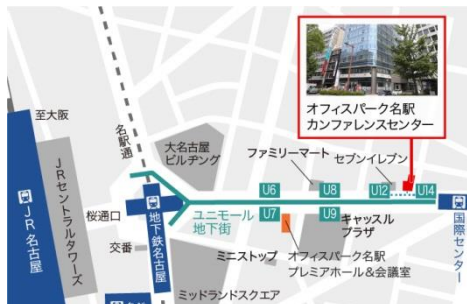 オフィスパーク名駅
カンファレンスセンター
至大阪
名駅通
大名古屋
ビルヂング
ファミリーマート
セブンイレブン
JRセントラルタワーズ
JR名古屋
桜通口
地下鉄名古屋
ユニモール
地下街
U6
U8
U12
U14
U7
U9
キャッスル
プラザ
国際センター
交番
ミニストップ
オフィスパーク名駅
プレミアホール&会議室
ミッドランドスクエア